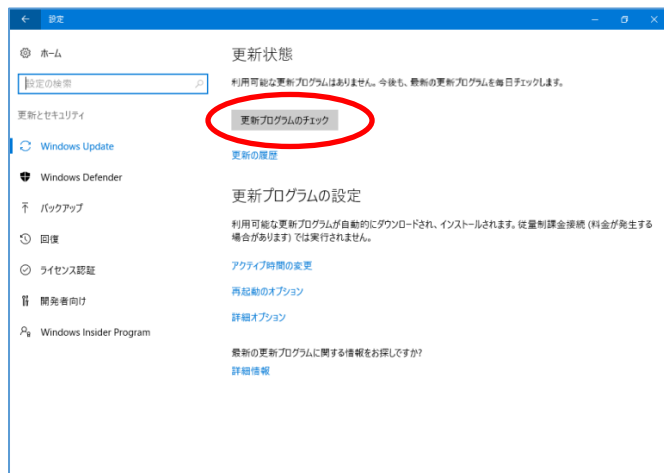 設定
ホーム
設定の検索
更新とセキュリティ
Windows Update
Windows Defender
バックアップ
回復
ライセンス認証
開発者向け
Windows Insider Program
更新状態
利用可能な更新プログラムはありません。今後も、最新の更新プログラムを毎日チェックします。
更新プログラムのチェック
更新の履歴
更新プログラムの設定
利用可能な更新プログラムが自動的にダウンロードされ、インストールされます。従量制課金接続 (料金が発生する
場合があります) では実行されません。
アクティブ時間の変更
再起動のオプション
詳細オプション
最新の更新プログラムに関する情報をお探しですか?
詳細情報